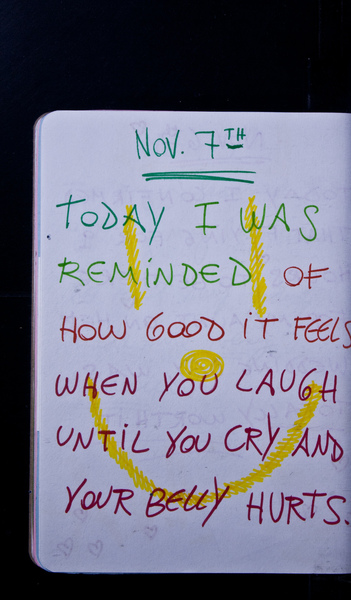 Nov. 7TH
TODAY I WAS
REMINDED OF
HOW GOOD IT FEELS
WHEN YOU LAUGH
UNTIL YOU CRY AND
YOUR BELLY HURTS.